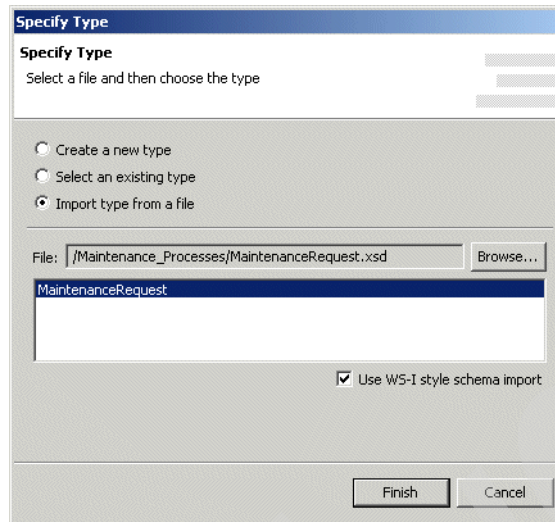 Specify Type
Specify Type
Select a file and then choose the type
Create a new type
Select an existing type
Import type from a file
File: /Maintenance_Processes/MaintenanceRequest.xsd Browse...
MaintenanceRequest
Use WS-I style schema import
Finish Cancel